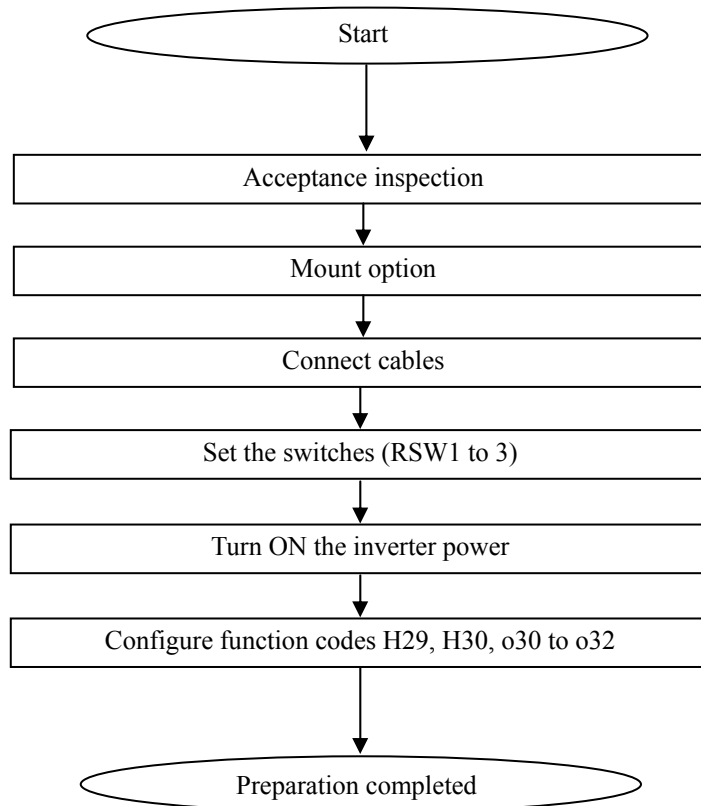 Start
Acceptance inspection
Mount option
Connect cables
Set the switches (RSW1 to 3)
Turn ON the inverter power
Configure function codes H29, H30, o30 to o32
Preparation completed